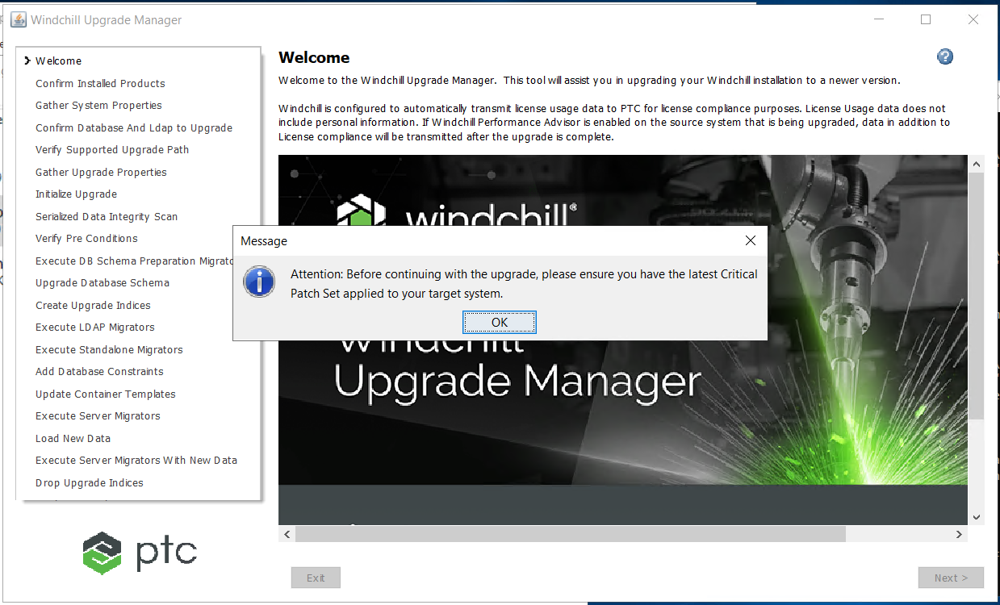 Windchill Upgrade Manager
Welcome
Confirm Installed Products
Gather System Properties
Confirm Database And Ldap to Upgrade
Verify Supported Upgrade Path
Gather Upgrade Properties
Initialize Upgrade
Serialized Data Integrity Scan
Verify Pre Conditions
Execute DB Schema Preparation
Upgrade Database Schema
Create Upgrade Indices
Execute LDAP Migrators
Execute Standalone Migrators
Add Database Constraints
Update Container Templates
Execute Server Migrators
Load New Data
Execute Server Migrators With New Data
Drop Upgrade Indices
ptc
Welcome
?
Welcome to the Windchill Upgrade Manager. This tool will assist you in upgrading your Windchill installation to a newer version.
Windchill is configured to automatically transmit license usage data to PTC for license compliance purposes. License Usage data does not
include personal information. If Windchill Performance Advisor is enabled on the source system that is being upgraded, data in addition to
License compliance will be transmitted after the upgrade is complete.
windchill®
Message
Attention: Before continuing with the upgrade, please ensure you have the latest Critical
Patch Set applied to your target system.
OK
Windchill
Upgrade Manager
Exit
Next >